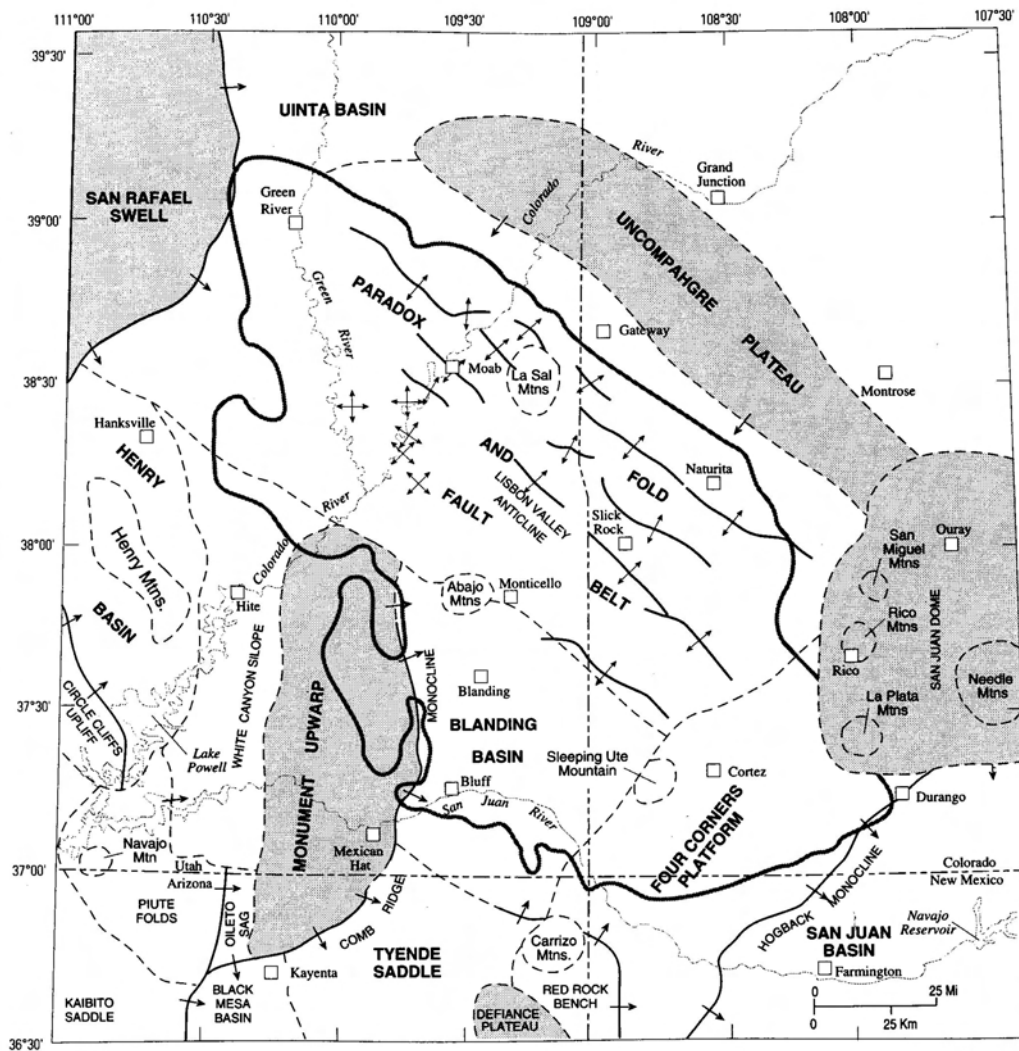 111°00'
110°30'
110°00'
109°30'
109°00'
108°30'
108°00'
107°30'
39°30'
39°00'
38°30'
38°00'
37°30'
37°00'
36°30'
UINTA BASIN
SAN RAFAEL
SWELL
Green
River
Grand
Junction
River
Colorado
UNCOMPAHGRE
PLATEAU
PARADOX
Green
River
Gateway
Moab
La Sal
Mtns
Montrose
Hanksville
HENRY
BASIN
Henry Mtns.
AND
FOLD
Naturita
LISBON VALLEY
ANTICLINE
FAULT
Slick
Rock
BELT
San
Miguel
Mtns
Ouray
Colorado
River
Hite
Abajo
Mtns
Monticello
Rico
Mtns
Rico
SAN JUAN DOME
Needle
Mtns
La Plata
Mtns
CIRCLE CLIFFS
UPLIFF
WHITE CANYON SILOPE
MONUMENT UPWARP
MONOCLINE
Blanding
BLANDING
BASIN
Lake
Powell
Sleeping Ute
Mountain
Cortez
Bluff
San Juan
River
Durango
FOUR CORNERS
PLATFORM
Navajo
Mtn
Mexican
Hat
Utah
Arizona
Colorado
New Mexico
PIUTE
FOLDS
OILETO
SAG
COMB
RIDGE
HOGBACK
MONOCLINE
Navajo
Reservoir
SAN JUAN
BASIN
TYENDE
SADDLE
Carrizo
Mtns.
Kayenta
Farmington
KAIBITO
SADDLE
BLACK
MESA
BASIN
RED ROCK
BENCH
DEFIANCE
PLATEAU
0
25 Mi
0
25 Km